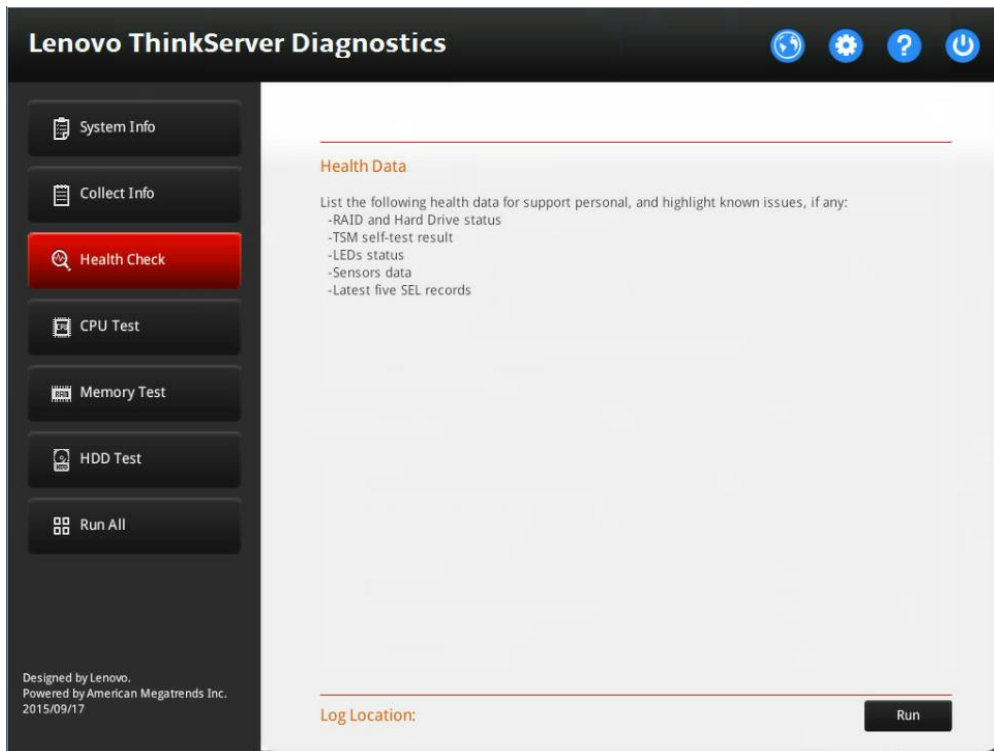 Lenovo ThinkServer Diagnostics
System Info
Collect Info
Health Check
CPU Test
Memory Test
HDD Test
Run All
Designed by Lenovo.
Powered by American Megatrends Inc.
2015/09/17
Health Data
List the following health data for support personal, and highlight known issues, if any:
-RAID and Hard Drive status
-TSM self-test result
-LEDs status
-Sensors data
-Latest five SEL records
Log Location:
Run